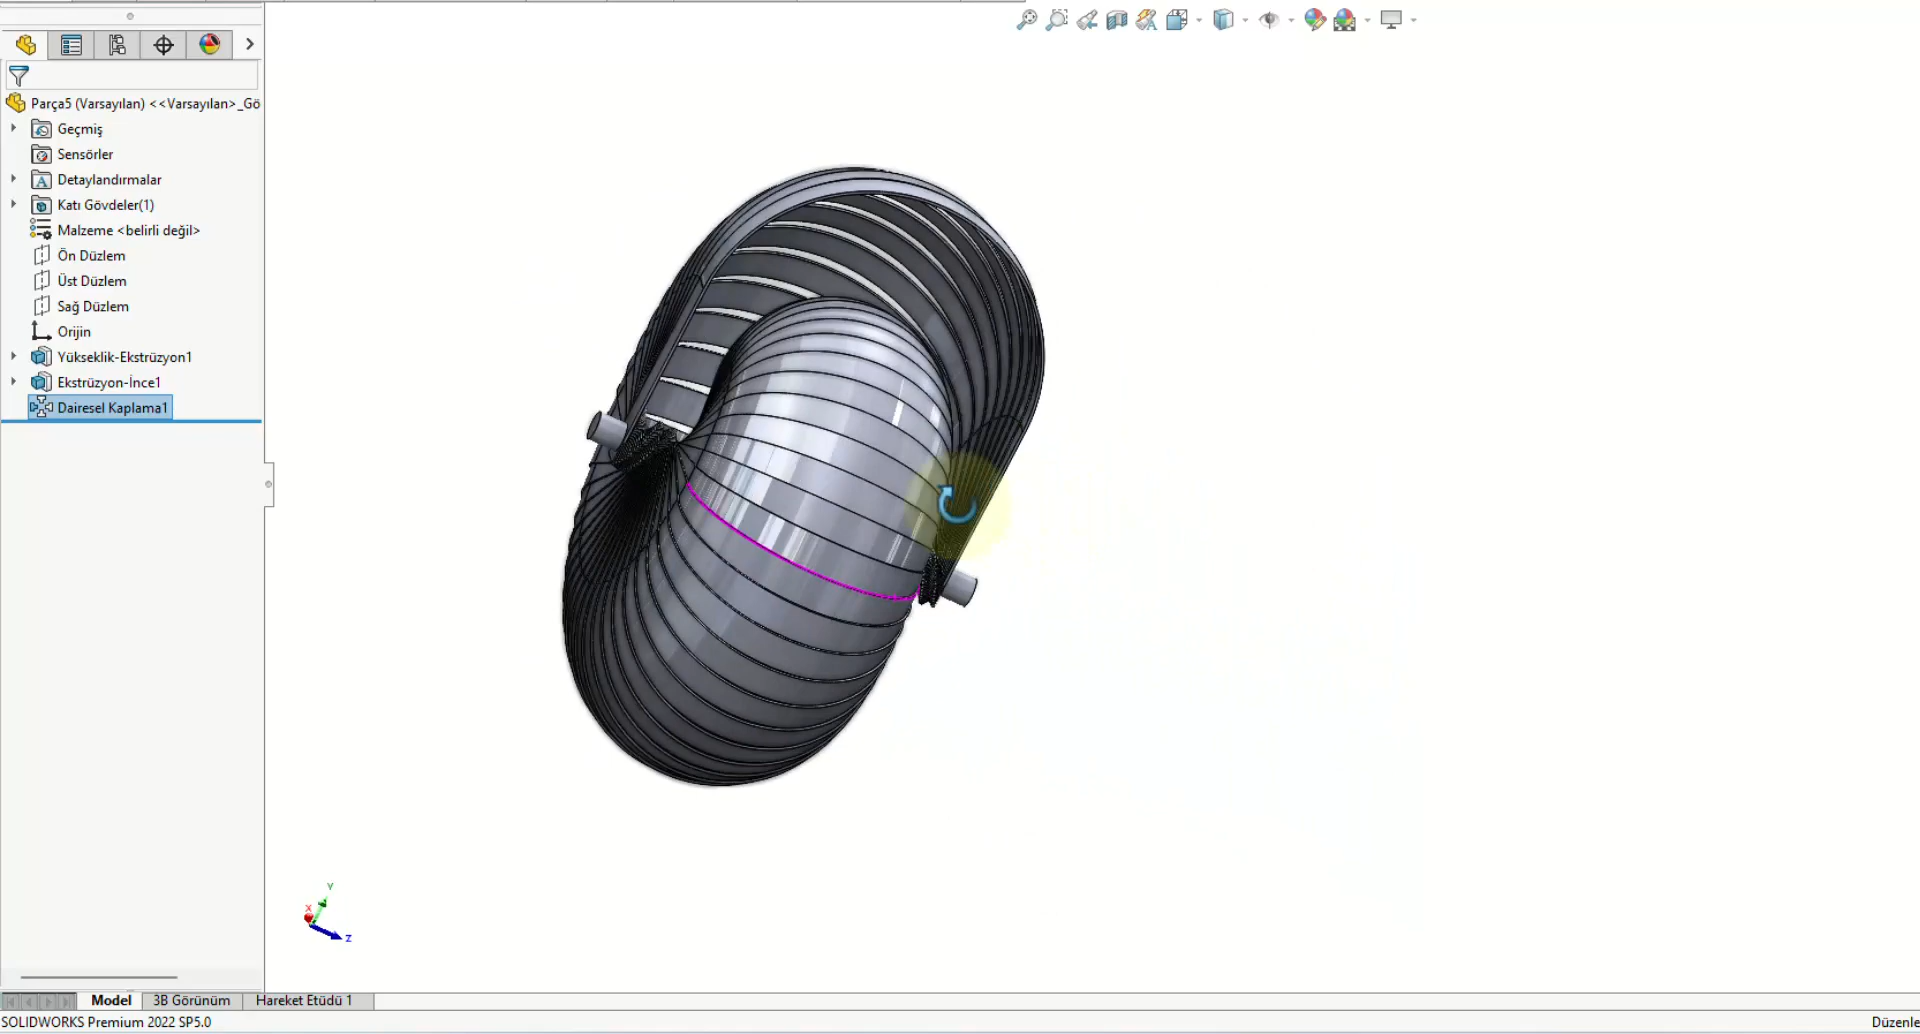 Parça5 (Varsayılan) <<Varsayılan>_Gö
Geçmiş
Sensörler
Detaylandırmalar
Katı Gövdeler(1)
Malzeme <belirli değil>
Ön Düzlem
Üst Düzlem
Sağ Düzlem
Orijin
Yükseklik-Ekstrüzyon1
Ekstrüzyon-İnce1
Dairesel Kaplama1
Y
X
Z
Model 3B Görünüm Hareket Etüdü 1
SOLIDWORKS Premium 2022 SP5.0 Düzenle